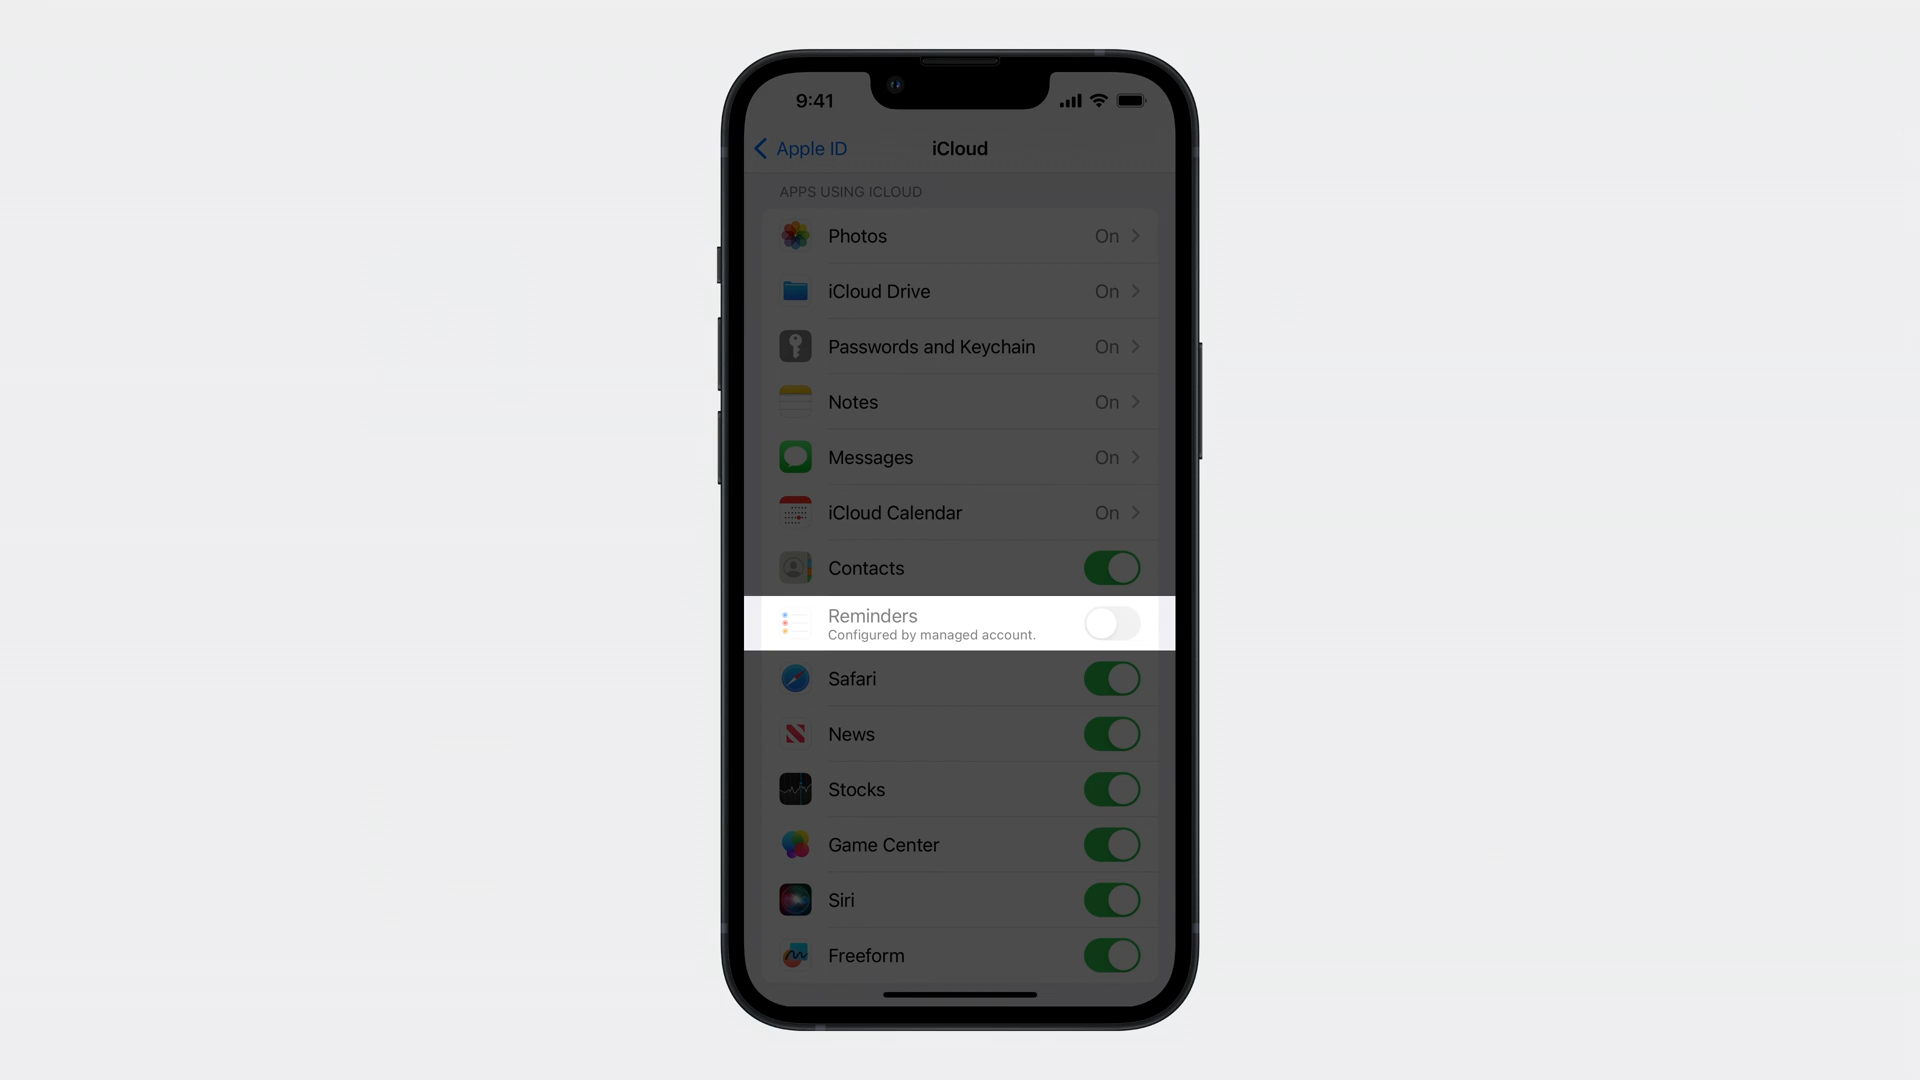 9:41
Apple ID
iCloud
APPS USING ICLOUD
Photos On
iCloud Drive On
Passwords and Keychain On
Notes On
Messages On
iCloud Calendar On
Contacts
Reminders
Configured by managed account.
Safari
News
Stocks
Game Center
Siri
Freeform